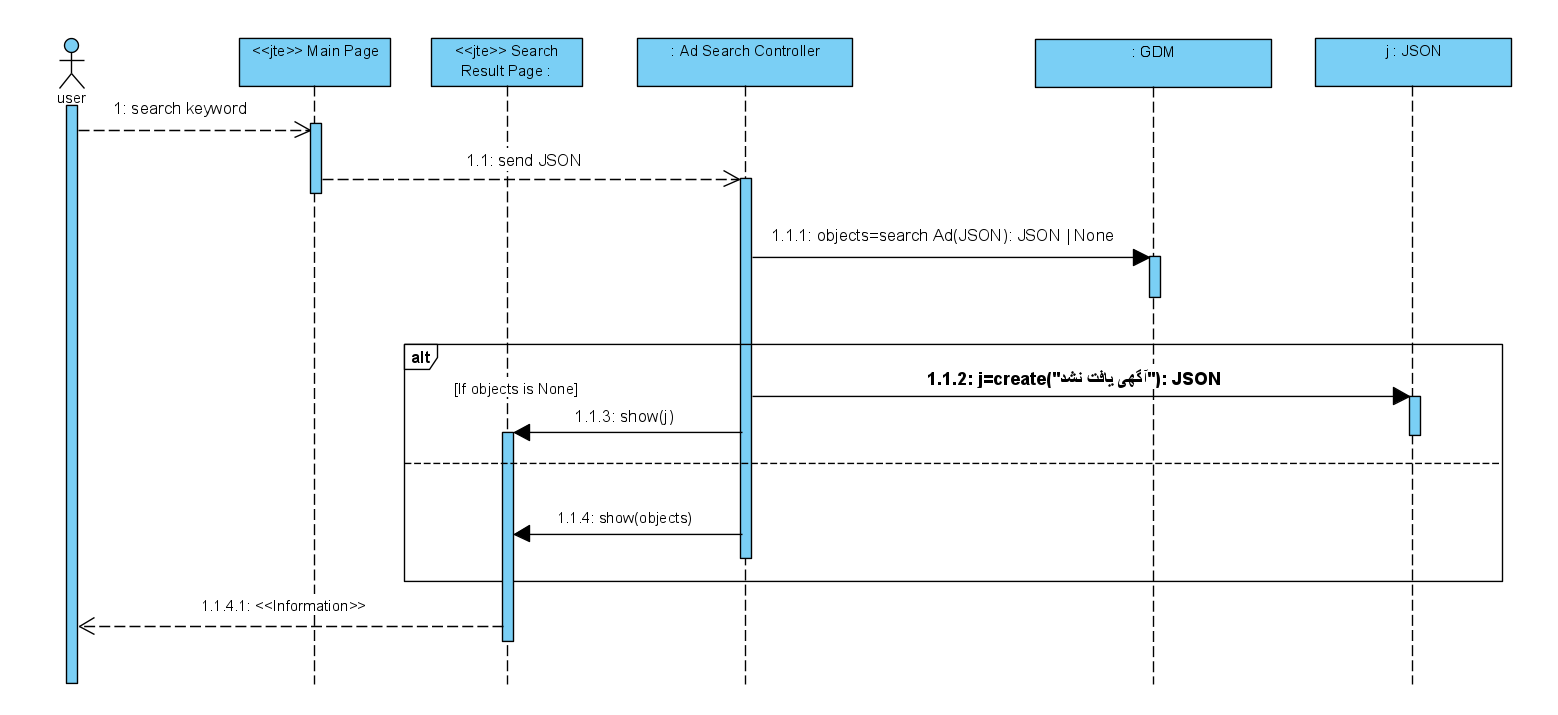 <<jte>> Main Page
<<jte>> Search
Result Page :
: Ad Search Controller
: GDM
j : JSON
user
1: search keyword
1.1: send JSON
1.1.1: objects=search Ad(JSON): JSON | None
alt
[If objects is None]
1.1.2: j=create("آگهی یافت نشد"): JSON
1.1.3: show(j)
1.1.4: show(objects)
1.1.4.1: <<Information>>